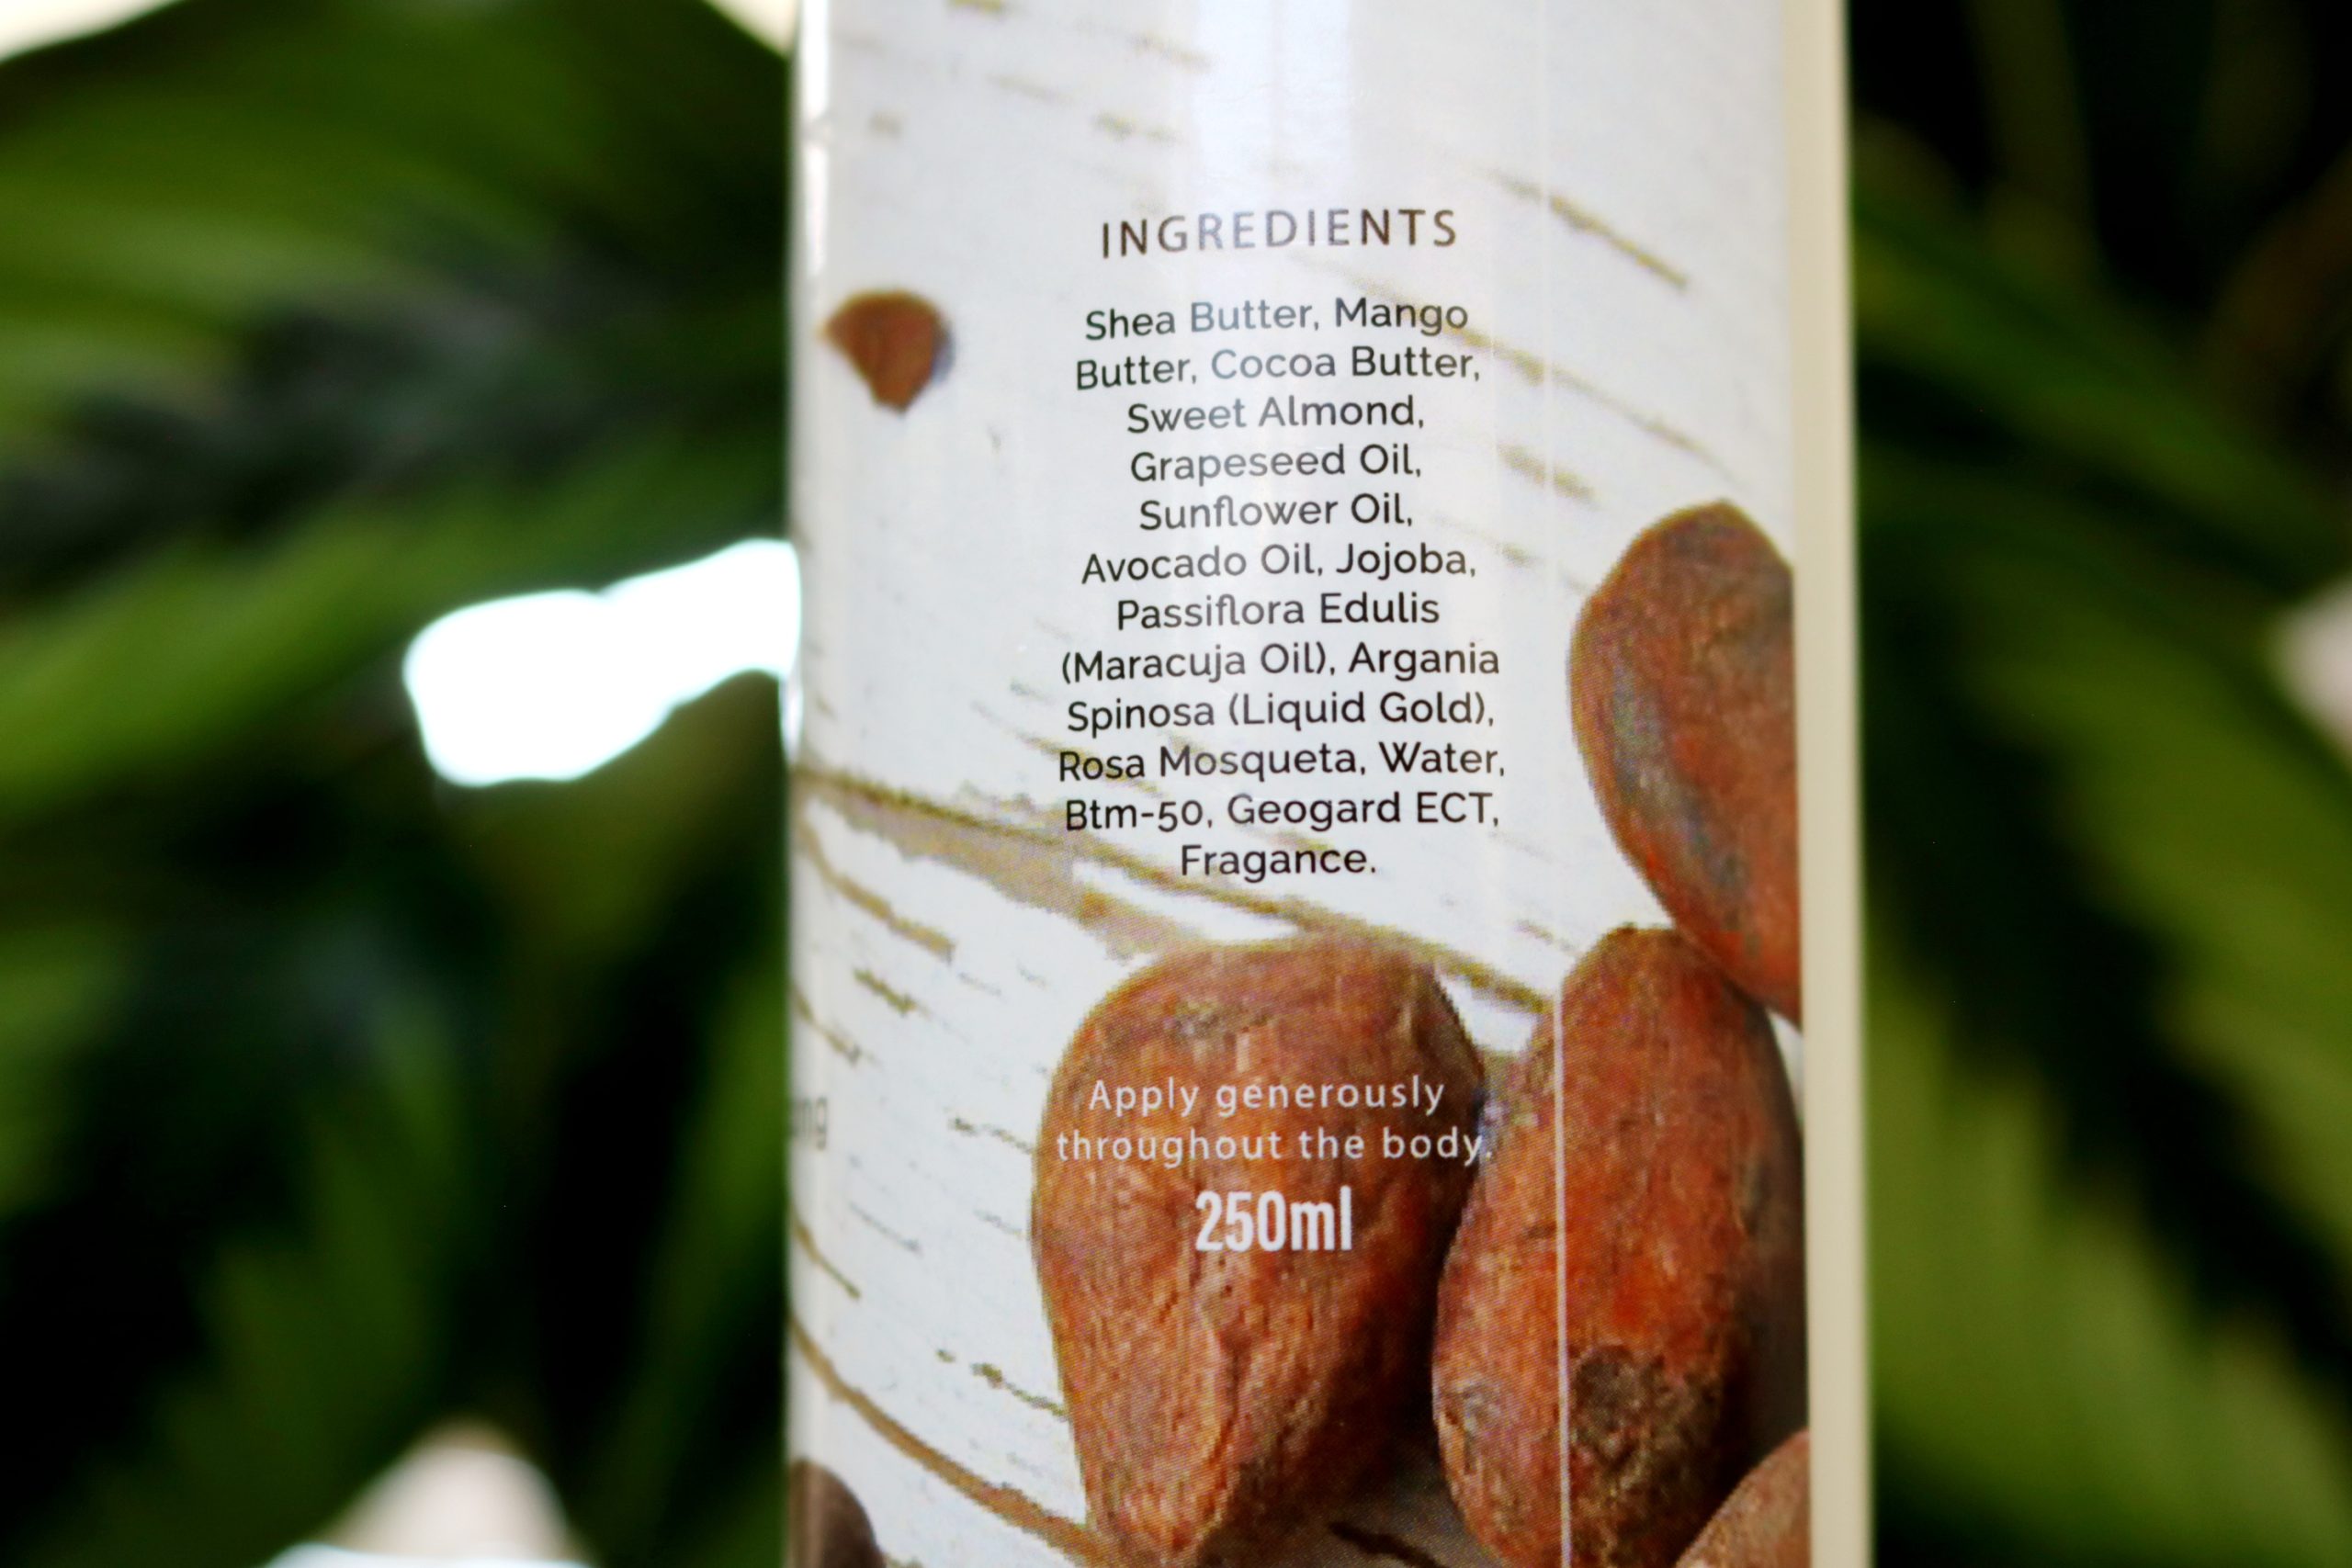 INGREDIENTS
Shea Butter, Mango
Butter, Cocoa Butter,
Sweet Almond,
Grapeseed Oil,
Sunflower Oil,
Avocado Oil, Jojoba,
Passiflora Edulis
(Maracuja Oil), Argania
Spinosa (Liquid Gold),
Rosa Mosqueta, Water,
Btm-50, Geogard ECT,
Fragance.
Apply generously
throughout the body.
250ml